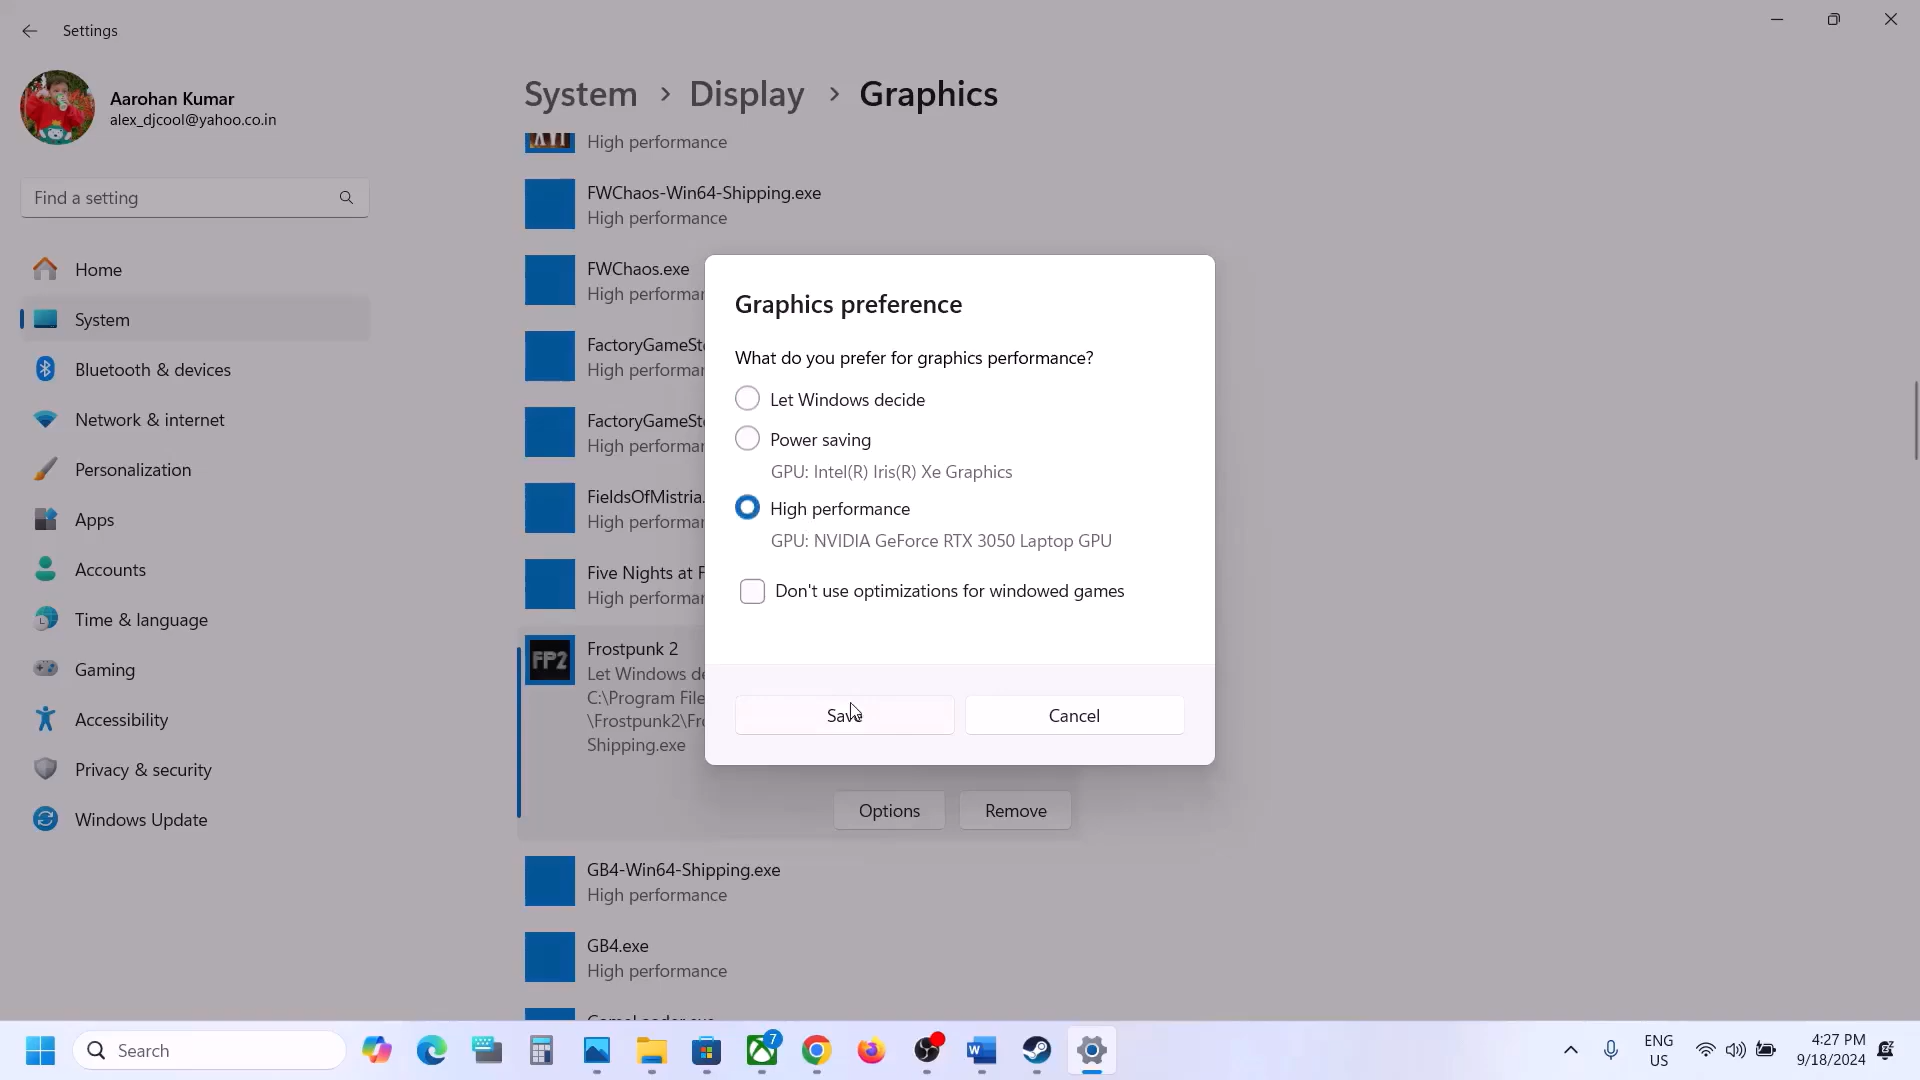 Settings
Aarohan Kumar
alex_djcool@yahoo.co.in
Find a setting
Home
System
Bluetooth & devices
Network & internet
Personalization
Apps
Accounts
Time & language
Gaming
Accessibility
Privacy & security
Windows Update
System > Display > Graphics
High performance
FWChaos-Win64-Shipping.exe
High performance
FWChaos.exe
High performa
FactoryGameSt
High performa
FactoryGameSt
High performa
FieldsOfMistria.
High performa
Five Nights at F
High performa
FP2
Frostpunk 2
Let Windows de
C:\Program File
\Frostpunk2\Fr
Shipping.exe
Options
Remove
GB4-Win64-Shipping.exe
High performance
GB4.exe
High performance
Graphics preference
What do you prefer for graphics performance?
Let Windows decide
Power saving
GPU: Intel(R) Iris(R) Xe Graphics
High performance
GPU: NVIDIA GeForce RTX 3050 Laptop GPU
Don't use optimizations for windowed games
Save
Cancel
Search
7
ENG
US
4:27 PM
9/18/2024